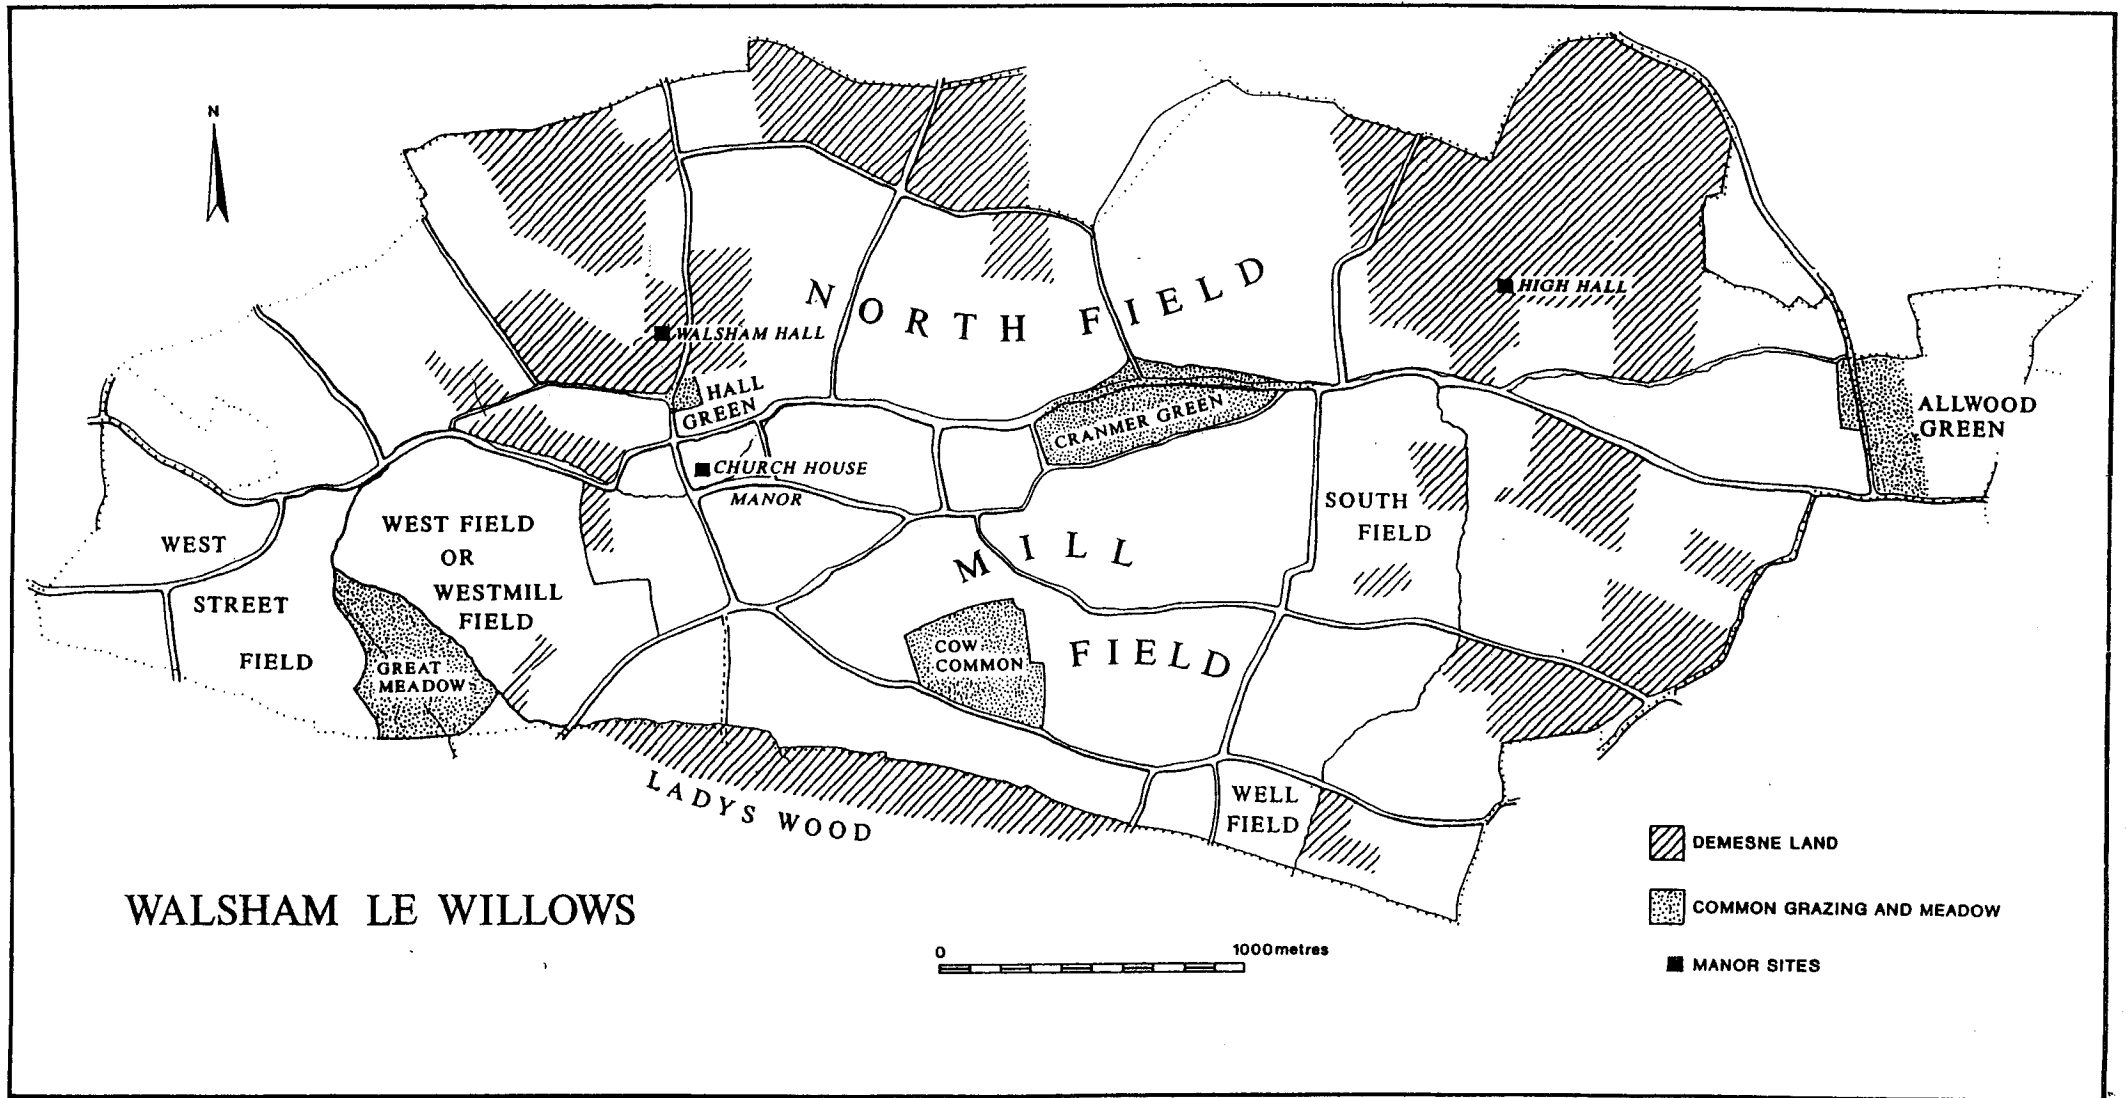 N
NORTH FIELD
HIGH HALL
WALSHAM HALL
HALL
GREEN
CRANMER GREEN
ALLWOOD
GREEN
CHURCH HOUSE
MANOR
WEST
STREET
FIELD
WEST FIELD
OR
WESTMILL
FIELD
SOUTH
FIELD
MILL
FIELD
GREAT
MEADOW
COW
COMMON
LADYS WOOD
WELL
FIELD
WALSHAM LE WILLOWS
0 1000metres
DEMESNE LAND
COMMON GRAZING AND MEADOW
MANOR SITES